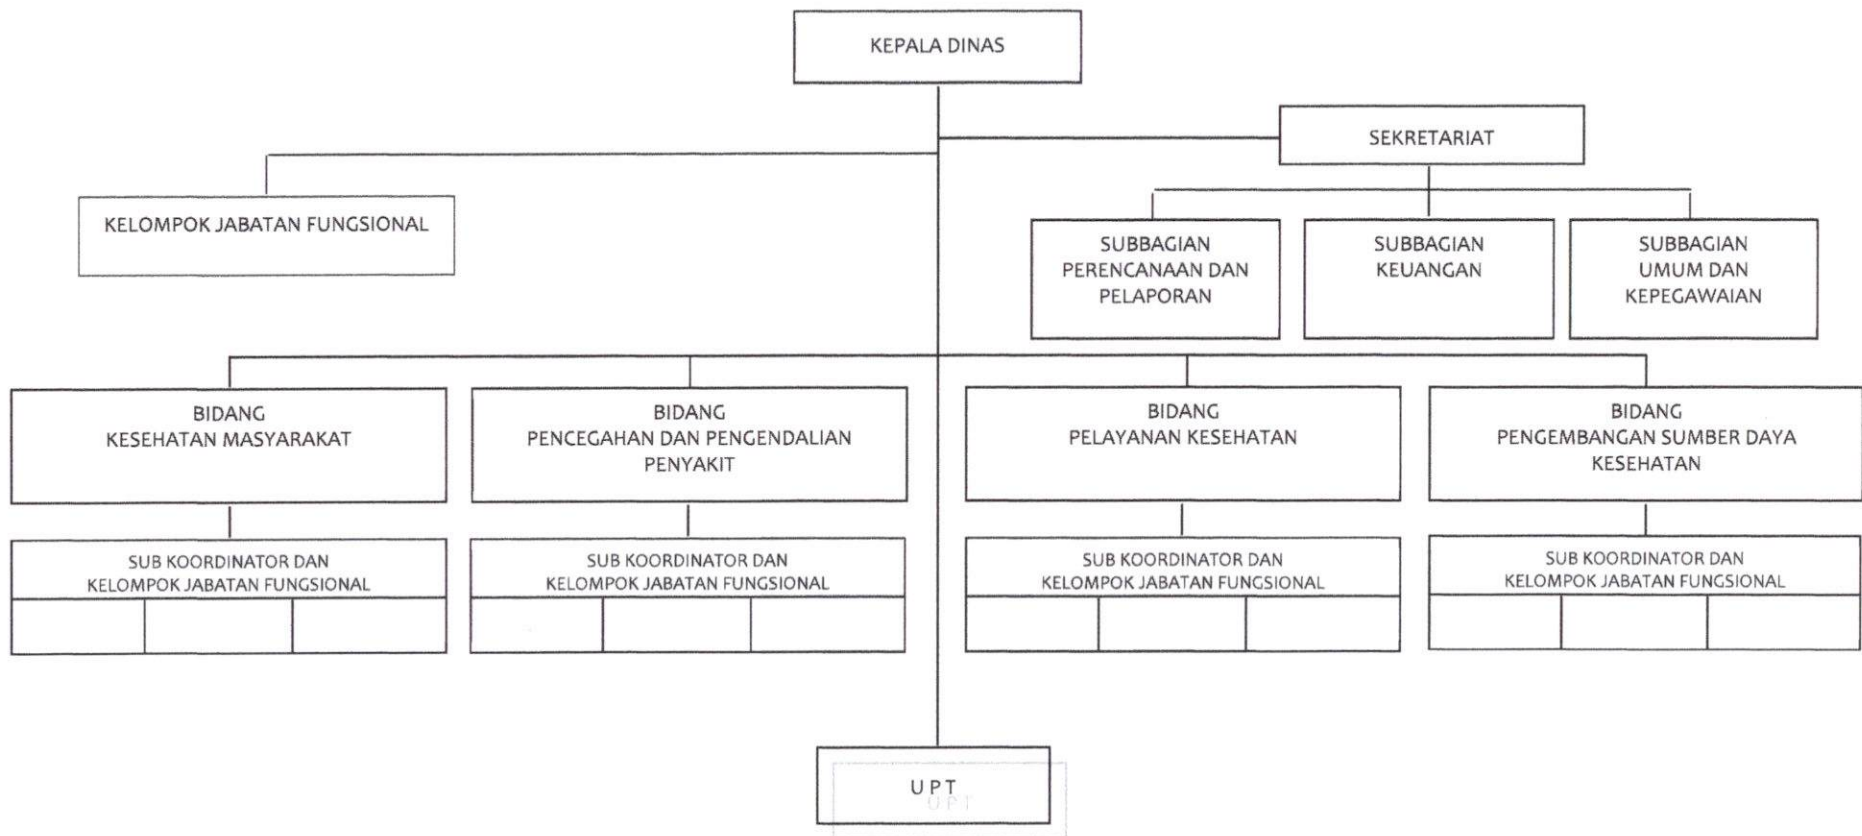 KEPALA DINAS
SEKRETARIAT
KELOMPOK JABATAN FUNGSIONAL
SUBBAGIAN
PERENCANAAN DAN
PELAPORAN
SUBBAGIAN
KEUANGAN
SUBBAGIAN
UMUM DAN
KEPEGAWAIAN
BIDANG
KESEHATAN MASYARAKAT
BIDANG
PENCEGAHAN DAN PENGENDALIAN
PENYAKIT
BIDANG
PELAYANAN KESEHATAN
BIDANG
PENGEMBANGAN SUMBER DAYA
KESEHATAN
SUB KOORDINATOR DAN
KELOMPOK JABATAN FUNGSIONAL
SUB KOORDINATOR DAN
KELOMPOK JABATAN FUNGSIONAL
SUB KOORDINATOR DAN
KELOMPOK JABATAN FUNGSIONAL
SUB KOORDINATOR DAN
KELOMPOK JABATAN FUNGSIONAL
U P T
U P T